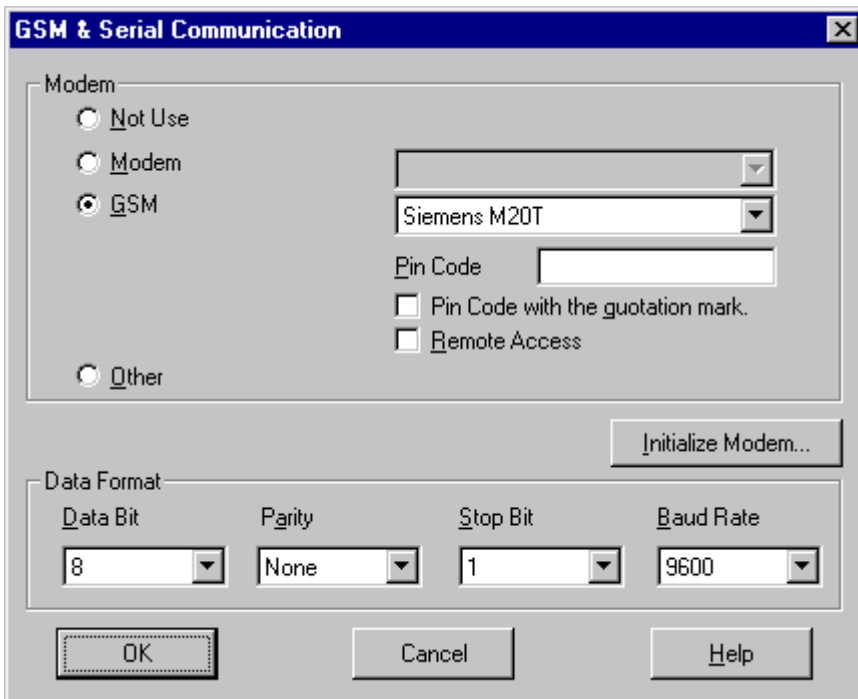 GSM & Serial Communication
Modem
Not Use
Modem
GSM
Siemens M20T
Pin Code
Pin Code with the guotation mark.
Remote Access
Other
Initialize Modem...
Data Format
Data Bit Parity Stop Bit Baud Rate
8 None 1 9600
OK Cancel Help